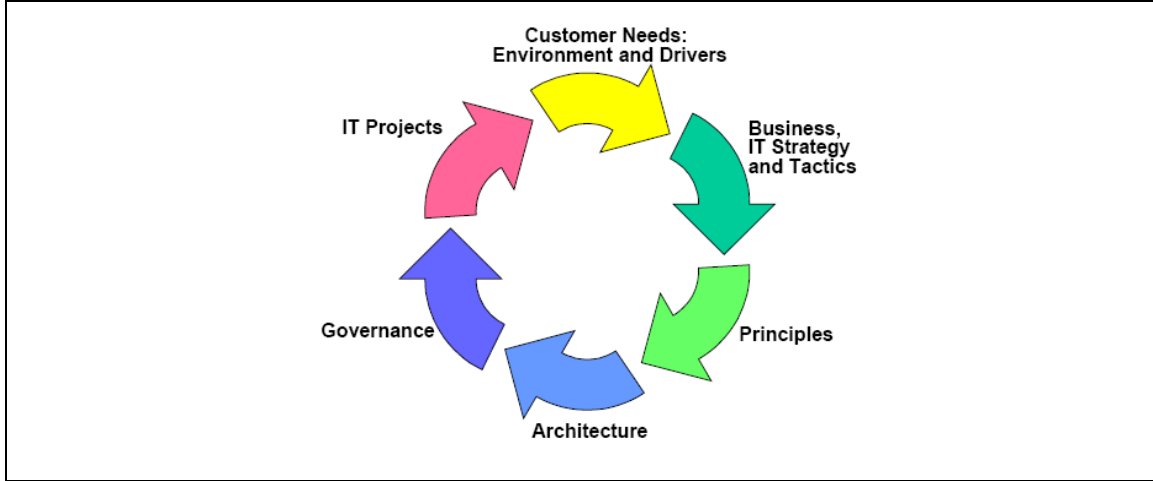 Customer Needs:
Environment and Drivers
Business,
IT Strategy
and Tactics
Principles
Architecture
Governance
IT Projects